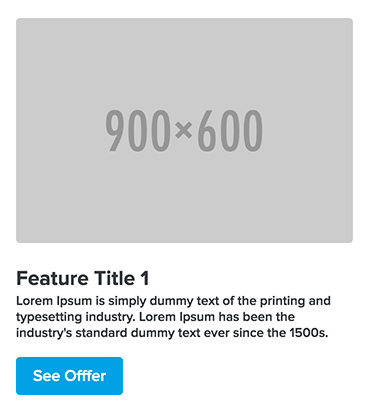 900×600
Feature Title 1
Lorem Ipsum is simply dummy text of the printing and
typesetting industry. Lorem Ipsum has been the
industry's standard dummy text ever since the 1500s.
See Offfer